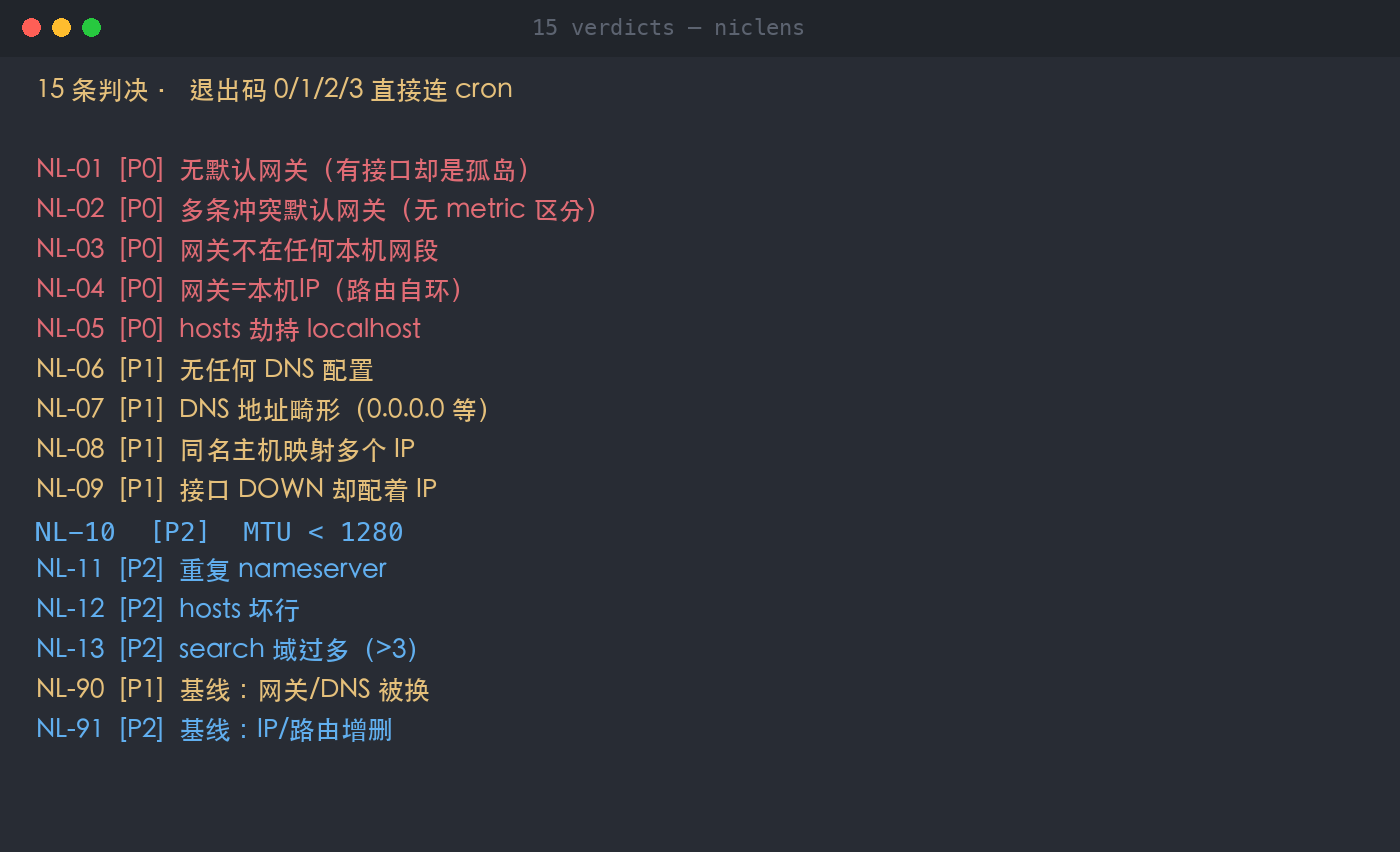 15 verdicts — niclens
15 条判决 · 退出码 0/1/2/3 直接连 cron
NL-01 [P0] 无默认网关（有接口却是孤岛）
NL-02 [P0] 多条冲突默认网关（无 metric 区分）
NL-03 [P0] 网关不在任何本机网段
NL-04 [P0] 网关=本机IP（路由自环）
NL-05 [P0] hosts 劫持 localhost
NL-06 [P1] 无任何 DNS 配置
NL-07 [P1] DNS 地址畸形（0.0.0.0 等）
NL-08 [P1] 同名主机映射多个 IP
NL-09 [P1] 接口 DOWN 却配着 IP
NL-10 [P2] MTU < 1280
NL-11 [P2] 重复 nameserver
NL-12 [P2] hosts 坏行
NL-13 [P2] search 域过多（>3）
NL-90 [P1] 基线：网关/DNS 被换
NL-91 [P2] 基线：IP/路由增删